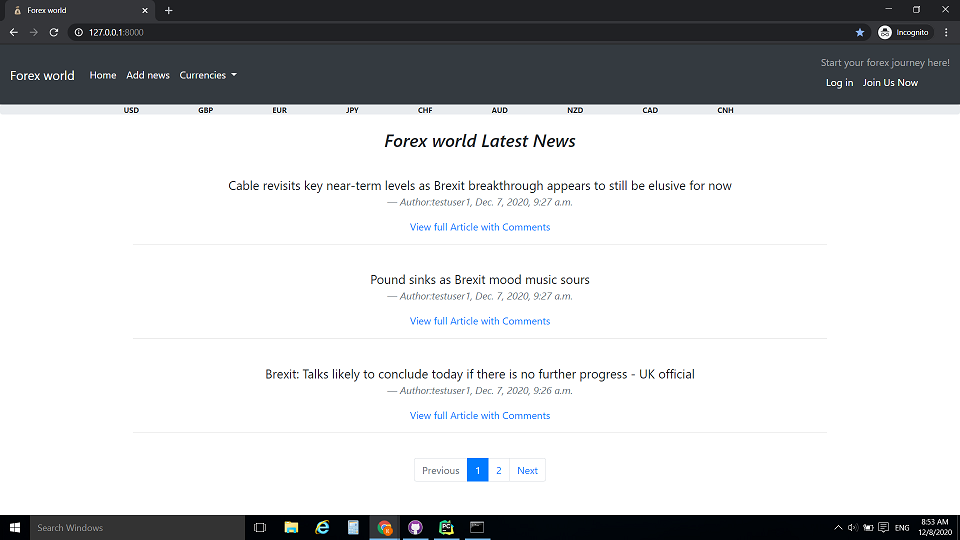 Forex world
127.0.0.1:8000
Incognito
Forex world Home Add news Currencies
Start your forex journey here!
Log in Join Us Now
USD GBP EUR JPY CHF AUD NZD CAD CNH
Forex world Latest News
Cable revisits key near-term levels as Brexit breakthrough appears to still be elusive for now
— Author:testuser1, Dec. 7, 2020, 9:27 a.m.
View full Article with Comments
Pound sinks as Brexit mood music sours
— Author:testuser1, Dec. 7, 2020, 9:27 a.m.
View full Article with Comments
Brexit: Talks likely to conclude today if there is no further progress - UK official
— Author:testuser1, Dec. 7, 2020, 9:26 a.m.
View full Article with Comments
Previous 1 2 Next
Search Windows
ENG
8:53 AM
12/8/2020